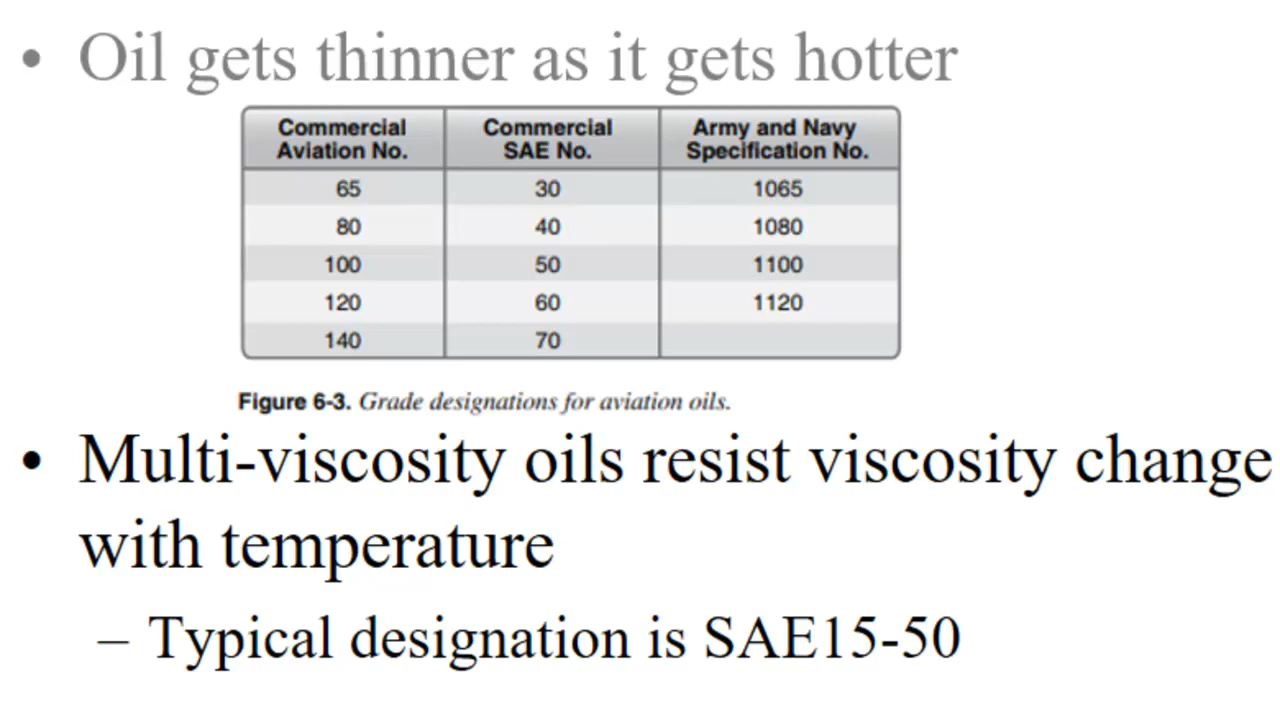 • Oil gets thinner as it gets hotter
Commercial Aviation No. Commercial SAE No. Army and Navy Specification No.
65 30 1065
80 40 1080
100 50 1100
120 60 1120
140 70
Figure 6-3. Grade designations for aviation oils.
• Multi-viscosity oils resist viscosity change
with temperature
– Typical designation is SAE15-50